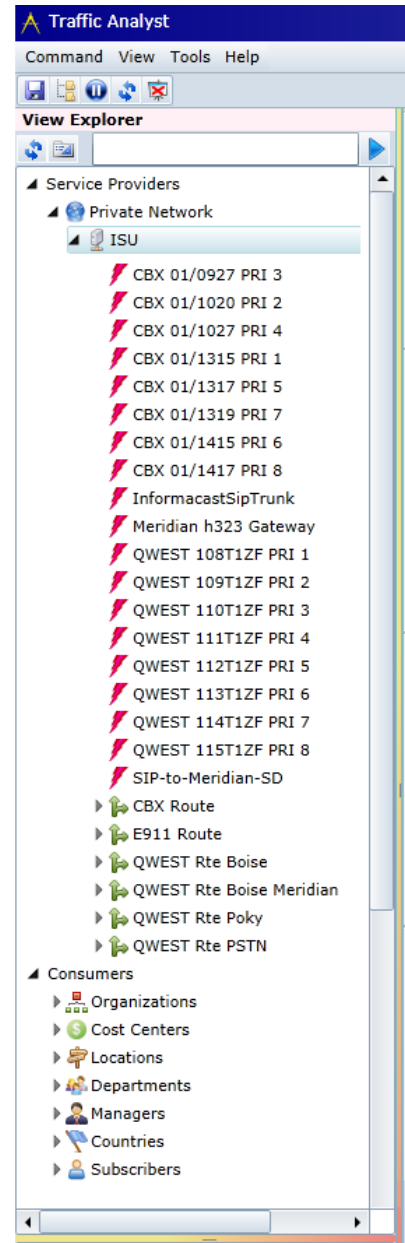 Traffic Analyst
Command View Tools Help
View Explorer
Service Providers
Private Network
ISU
CBX 01/0927 PRI 3
CBX 01/1020 PRI 2
CBX 01/1027 PRI 4
CBX 01/1315 PRI 1
CBX 01/1317 PRI 5
CBX 01/1319 PRI 7
CBX 01/1415 PRI 6
CBX 01/1417 PRI 8
InformacastSipTrunk
Meridian h323 Gateway
QWEST 108T1ZF PRI 1
QWEST 109T1ZF PRI 2
QWEST 110T1ZF PRI 3
QWEST 111T1ZF PRI 4
QWEST 112T1ZF PRI 5
QWEST 113T1ZF PRI 6
QWEST 114T1ZF PRI 7
QWEST 115T1ZF PRI 8
SIP-to-Meridian-SD
CBX Route
E911 Route
QWEST Rte Boise
QWEST Rte Boise Meridian
QWEST Rte Poky
QWEST Rte PSTN
Consumers
Organizations
Cost Centers
Locations
Departments
Managers
Countries
Subscribers